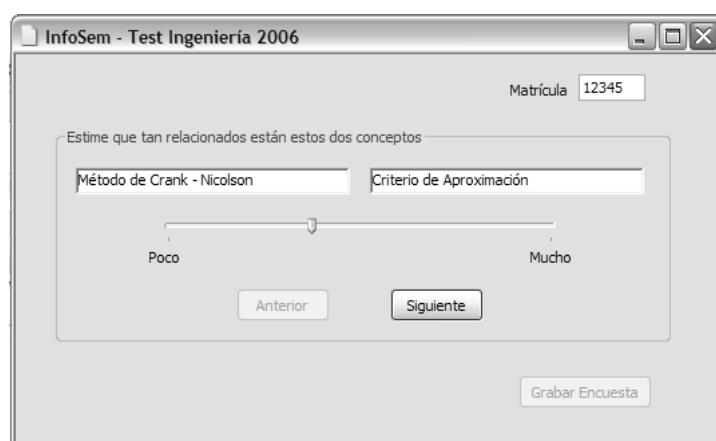 InfoSem - Test Ingeniería 2006
Matrícula 12345
Estime que tan relacionados están estos dos conceptos
Método de Crank - Nicolson Criterio de Aproximación
Poco Mucho
Anterior Siguiente
Grabar Encuesta